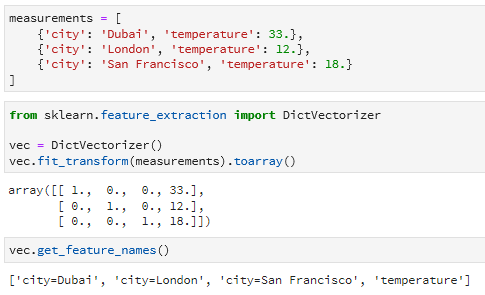 measurements = [
    {'city': 'Dubai', 'temperature': 33.},
    {'city': 'London', 'temperature': 12.},
    {'city': 'San Francisco', 'temperature': 18.}
]
from sklearn.feature_extraction import DictVectorizer
vec = DictVectorizer()
vec.fit_transform(measurements).toarray()
array([[ 1.,  0.,  0., 33.],
       [ 0.,  1.,  0., 12.],
       [ 0.,  0.,  1., 18.]])
vec.get_feature_names()
['city=Dubai', 'city=London', 'city=San Francisco', 'temperature']